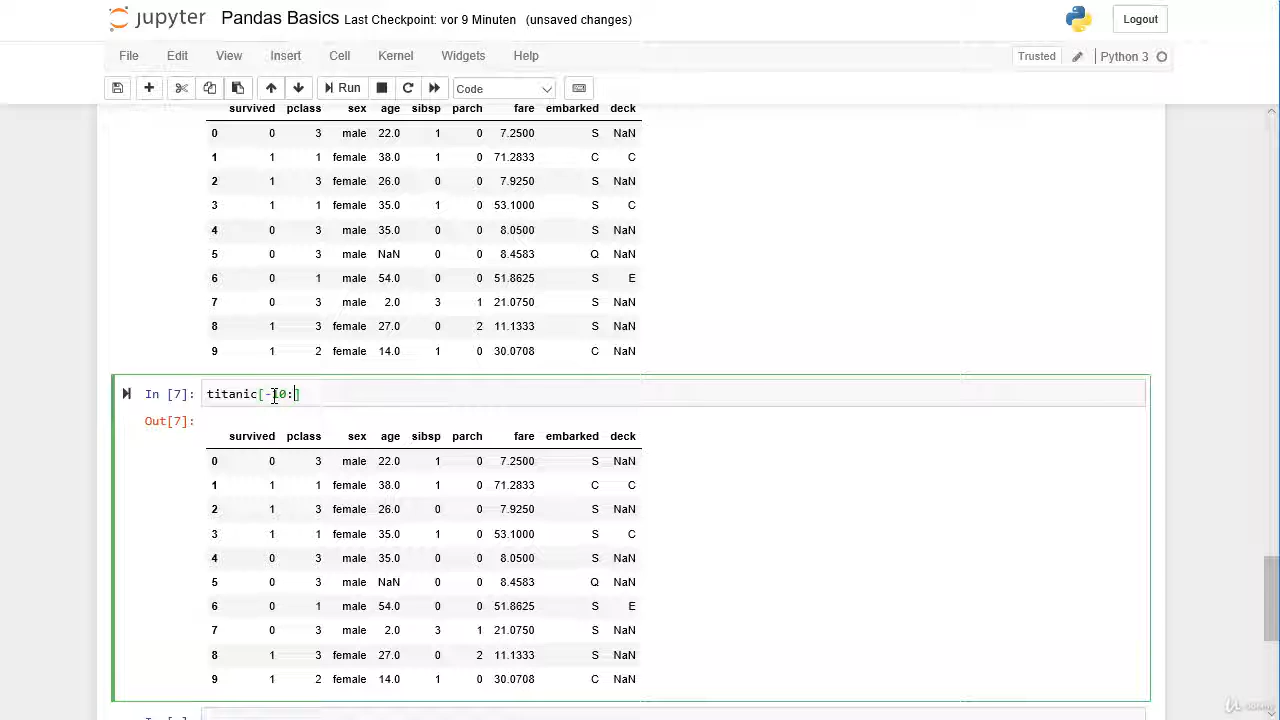 jupyter Pandas Basics Last Checkpoint: vor 9 Minuten (unsaved changes) Logout
File Edit View Insert Cell Kernel Widgets Help Trusted Python 3
Run Code
survived pclass sex age sibsp parch fare embarked deck
0 0 3 male 22.0 1 0 7.2500 S NaN
1 1 1 female 38.0 1 0 71.2833 C C
2 1 3 female 26.0 0 0 7.9250 S NaN
3 1 1 female 35.0 1 0 53.1000 S C
4 0 3 male 35.0 0 0 8.0500 S NaN
5 0 3 male NaN 0 0 8.4583 Q NaN
6 0 1 male 54.0 0 0 51.8625 S E
7 0 3 male 2.0 3 1 21.0750 S NaN
8 1 3 female 27.0 0 2 11.1333 S NaN
9 1 2 female 14.0 1 0 30.0708 C NaN
In [7]: titanic[-10:]
Out[7]:
survived pclass sex age sibsp parch fare embarked deck
0 0 3 male 22.0 1 0 7.2500 S NaN
1 1 1 female 38.0 1 0 71.2833 C C
2 1 3 female 26.0 0 0 7.9250 S NaN
3 1 1 female 35.0 1 0 53.1000 S C
4 0 3 male 35.0 0 0 8.0500 S NaN
5 0 3 male NaN 0 0 8.4583 Q NaN
6 0 1 male 54.0 0 0 51.8625 S E
7 0 3 male 2.0 3 1 21.0750 S NaN
8 1 3 female 27.0 0 2 11.1333 S NaN
9 1 2 female 14.0 1 0 30.0708 C NaN
Udemy